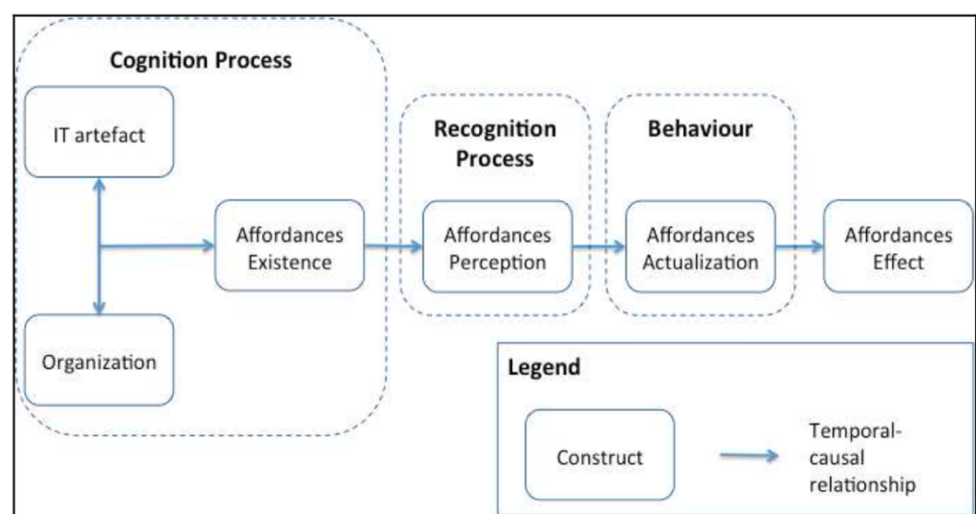 Cognition Process
IT artefact
Organization
Affordances
Existence
Recognition
Process
Affordances
Perception
Behaviour
Affordances
Actualization
Affordances
Effect
Legend
Construct
Temporal-
causal
relationship